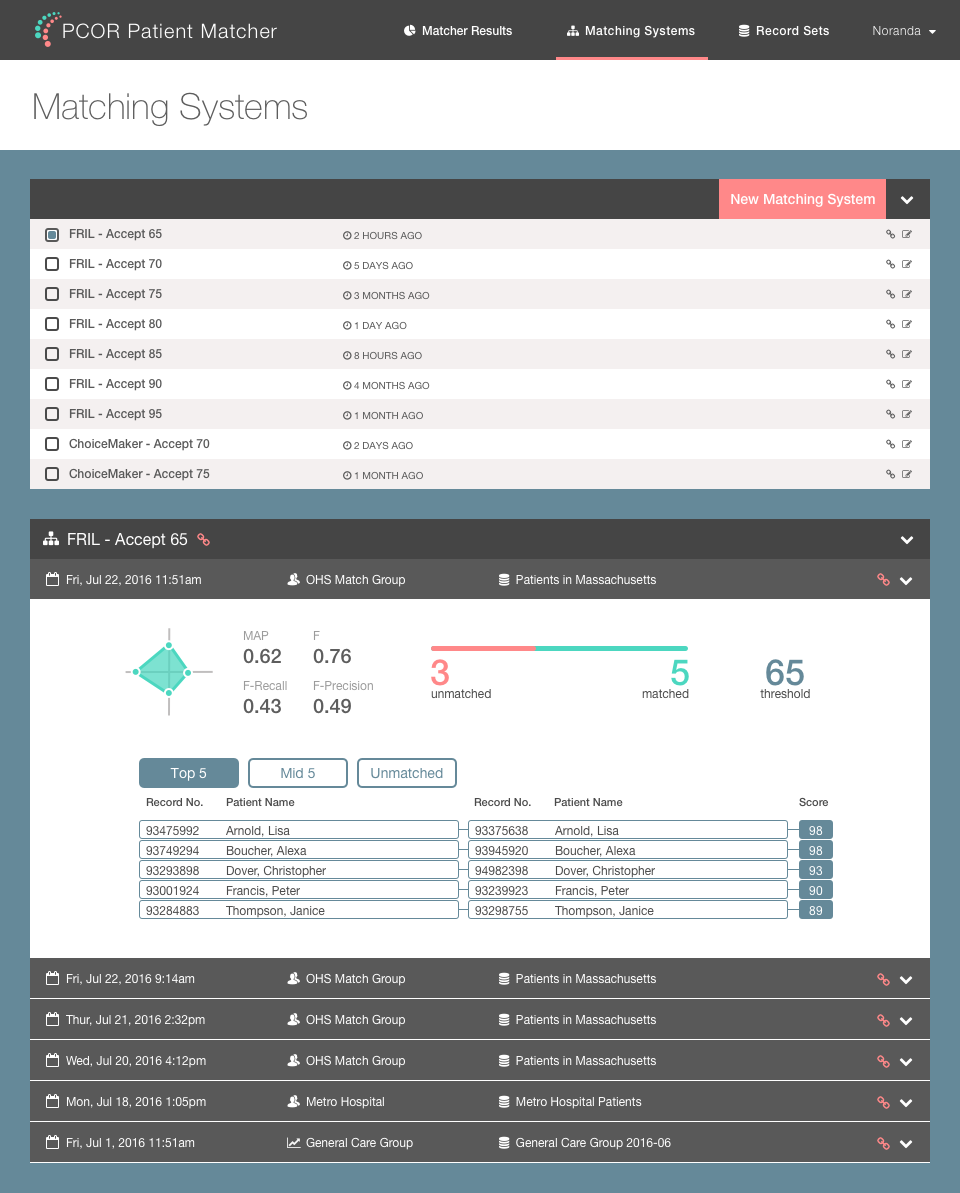 PCOR Patient Matcher Matcher Results Matching Systems Record Sets Noranda
Matching Systems
New Matching System
FRIL - Accept 65 2 HOURS AGO
FRIL - Accept 70 5 DAYS AGO
FRIL - Accept 75 3 MONTHS AGO
FRIL - Accept 80 1 DAY AGO
FRIL - Accept 85 8 HOURS AGO
FRIL - Accept 90 4 MONTHS AGO
FRIL - Accept 95 1 MONTH AGO
ChoiceMaker - Accept 70 2 DAYS AGO
ChoiceMaker - Accept 75 1 MONTH AGO
FRIL - Accept 65
Fri, Jul 22, 2016 11:51am OHS Match Group Patients in Massachusetts
MAP F
0.62 0.76
F-Recall F-Precision
0.43 0.49
3 5 65
unmatched matched threshold
Top 5 Mid 5 Unmatched
Record No. Patient Name Record No. Patient Name Score
93475992 Arnold, Lisa 93375638 Arnold, Lisa 98
93749294 Boucher, Alexa 93945920 Boucher, Alexa 98
93293898 Dover, Christopher 94982398 Dover, Christopher 93
93001924 Francis, Peter 93239923 Francis, Peter 90
93284883 Thompson, Janice 93298755 Thompson, Janice 89
Fri, Jul 22, 2016 9:14am OHS Match Group Patients in Massachusetts
Thur, Jul 21, 2016 2:32pm OHS Match Group Patients in Massachusetts
Wed, Jul 20, 2016 4:12pm OHS Match Group Patients in Massachusetts
Mon, Jul 18, 2016 1:05pm Metro Hospital Metro Hospital Patients
Fri, Jul 1, 2016 11:51am General Care Group General Care Group 2016-06